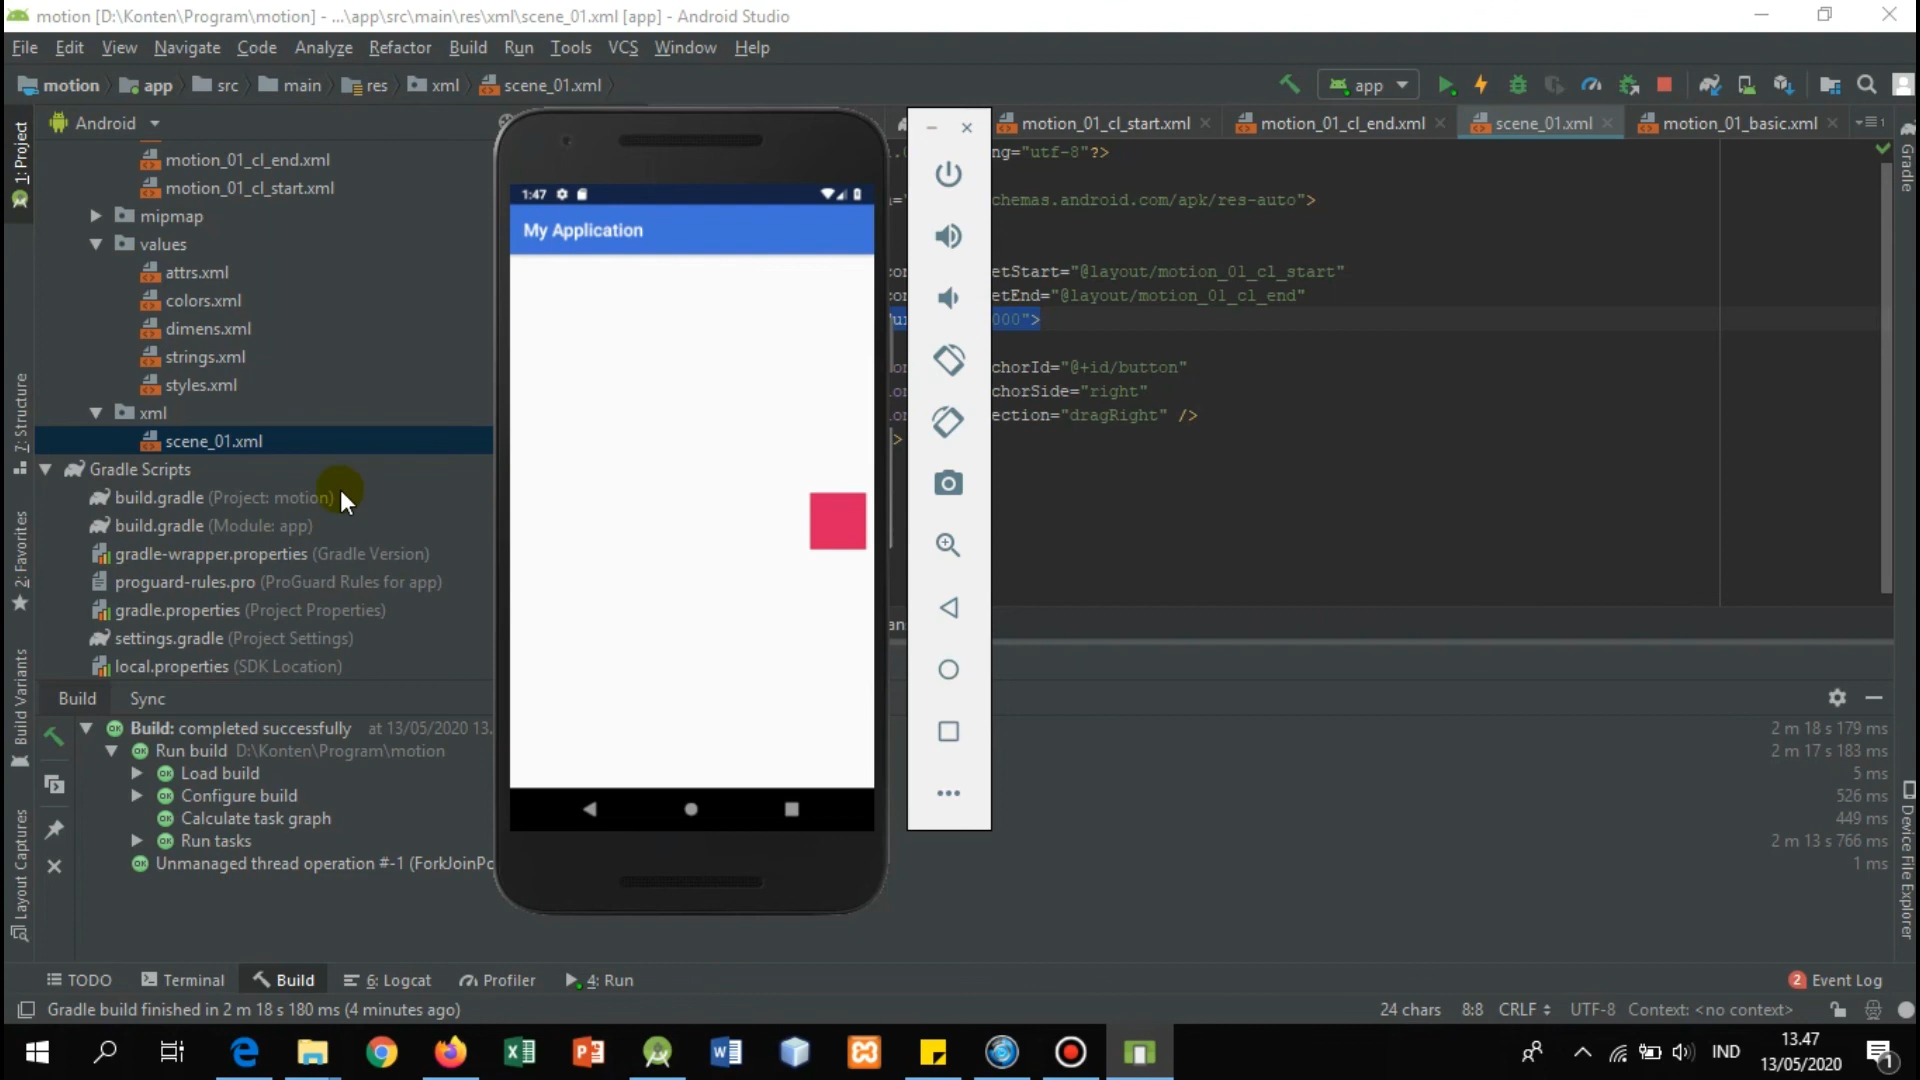 motion [D:\Konten\Program\motion] - ...\app\src\main\res\xml\scene_01.xml [app] - Android Studio
File Edit View Navigate Code Analyze Refactor Build Run Tools VCS Window Help
motion app src main res xml scene_01.xml
app
Android
motion_01_cl_start.xml motion_01_cl_end.xml scene_01.xml motion_01_basic.xml
1: Project
7: Structure
2: Favorites
Build Variants
Layout Captures
motion_01_cl_end.xml
motion_01_cl_start.xml
mipmap
values
attrs.xml
colors.xml
dimens.xml
strings.xml
styles.xml
xml
scene_01.xml
Gradle Scripts
build.gradle (Project: motion)
build.gradle (Module: app)
gradle-wrapper.properties (Gradle Version)
proguard-rules.pro (ProGuard Rules for app)
gradle.properties (Project Properties)
settings.gradle (Project Settings)
local.properties (SDK Location)
1:47
My Application
ng="utf-8"?>
chemas.android.com/apk/res-auto">
etStart="@layout/motion_01_cl_start"
etEnd="@layout/motion_01_cl_end"
000">
chorId="@+id/button"
chorSide="right"
ection="dragRight" />
Gradle
Device File Explorer
Build Sync
Build: completed successfully at 13/05/2020 13. 2 m 18 s 179 ms
Run build D:\Konten\Program\motion 2 m 17 s 183 ms
Load build 5 ms
Configure build 526 ms
Calculate task graph 449 ms
Run tasks 2 m 13 s 766 ms
Unmanaged thread operation #-1 (ForkJoinPo 1 ms
TODO Terminal Build 6: Logcat Profiler 4: Run 2 Event Log
Gradle build finished in 2 m 18 s 180 ms (4 minutes ago) 24 chars 8:8 CRLF UTF-8 Context: <no context>
IND 13.47
13/05/2020
1